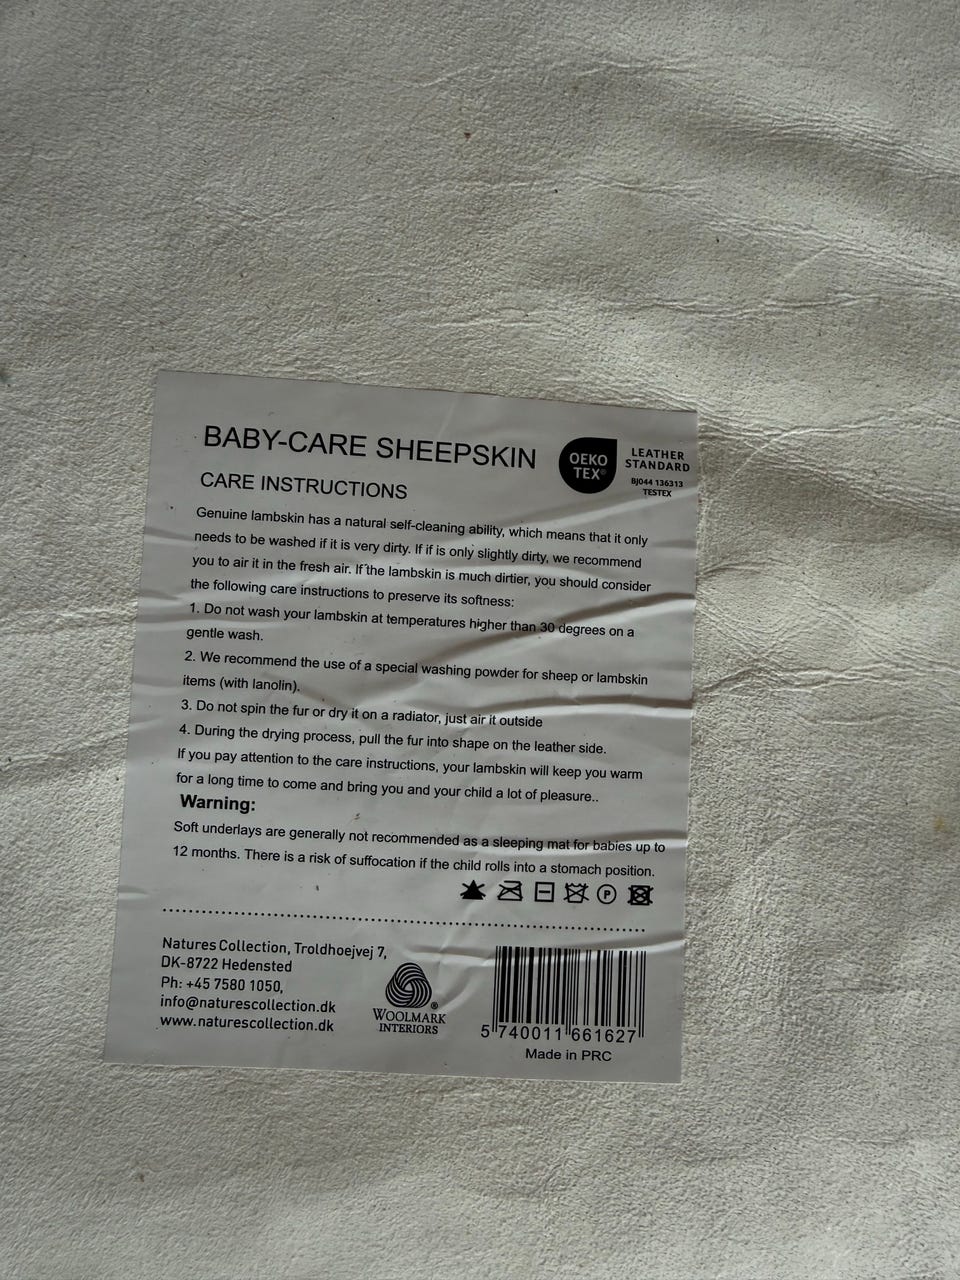 BABY-CARE SHEEPSKIN
OEKO
TEX®
LEATHER
STANDARD
BJ044 136313
TESTEX
CARE INSTRUCTIONS
Genuine lambskin has a natural self-cleaning ability, which means that it only
needs to be washed if it is very dirty. If if is only slightly dirty, we recommend
you to air it in the fresh air. If the lambskin is much dirtier, you should consider
the following care instructions to preserve its softness:
1. Do not wash your lambskin at temperatures higher than 30 degrees on a
gentle wash.
2. We recommend the use of a special washing powder for sheep or lambskin
items (with lanolin).
3. Do not spin the fur or dry it on a radiator, just air it outside
4. During the drying process, pull the fur into shape on the leather side.
If you pay attention to the care instructions, your lambskin will keep you warm
for a long time to come and bring you and your child a lot of pleasure..
Warning:
Soft underlays are generally not recommended as a sleeping mat for babies up to
12 months. There is a risk of suffocation if the child rolls into a stomach position.
P
Natures Collection, Troldhoejvej 7,
DK-8722 Hedensted
Ph: +45 7580 1050,
info@naturescollection.dk
www.naturescollection.dk
®
WOOLMARK
INTERIORS
5 740011 661627
Made in PRC